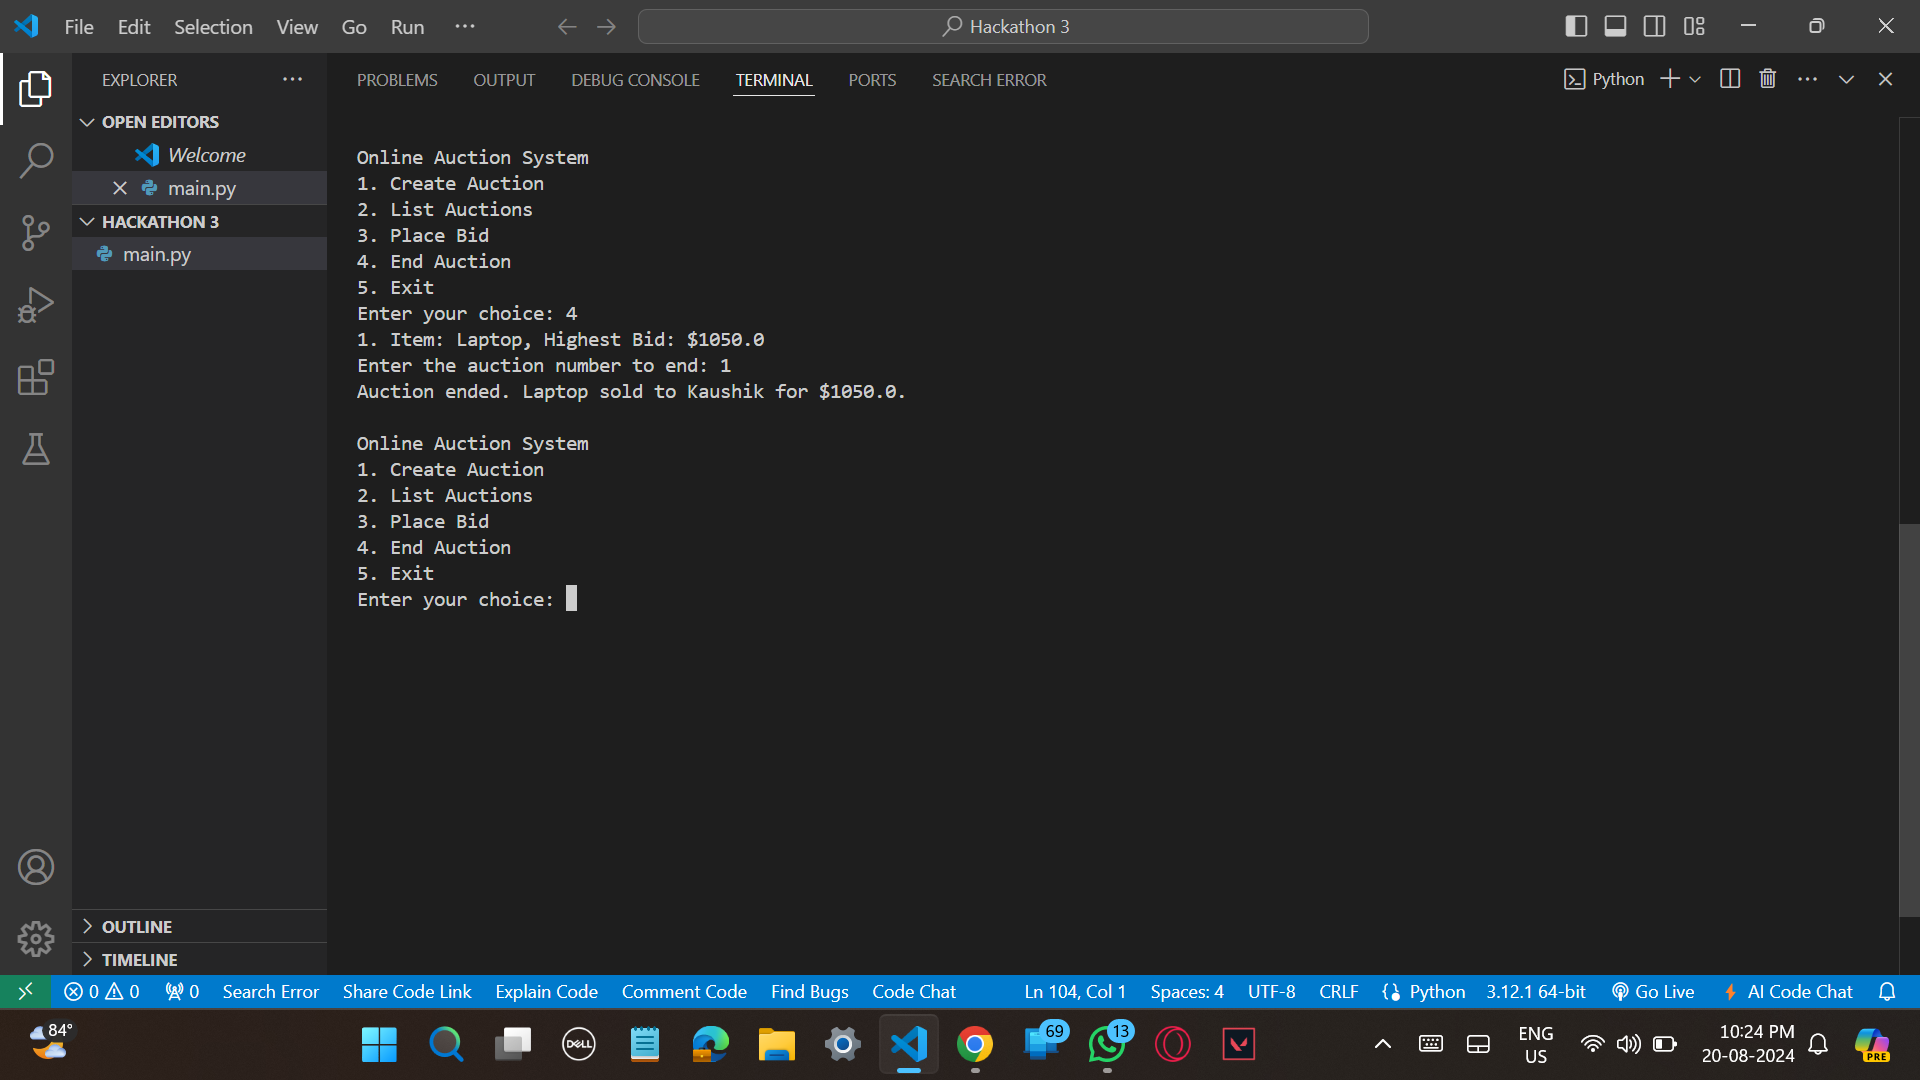 File Edit Selection View Go Run ··· Hackathon 3
EXPLORER ···
OPEN EDITORS
Welcome
main.py
HACKATHON 3
main.py
OUTLINE
TIMELINE
PROBLEMS OUTPUT DEBUG CONSOLE TERMINAL PORTS SEARCH ERROR Python
Online Auction System
1. Create Auction
2. List Auctions
3. Place Bid
4. End Auction
5. Exit
Enter your choice: 4
1. Item: Laptop, Highest Bid: $1050.0
Enter the auction number to end: 1
Auction ended. Laptop sold to Kaushik for $1050.0.
Online Auction System
1. Create Auction
2. List Auctions
3. Place Bid
4. End Auction
5. Exit
Enter your choice:
0 0 0 Search Error Share Code Link Explain Code Comment Code Find Bugs Code Chat Ln 104, Col 1 Spaces: 4 UTF-8 CRLF Python 3.12.1 64-bit Go Live AI Code Chat
84° DELL 69 13 ENG 10:24 PM
US 20-08-2024 PRE